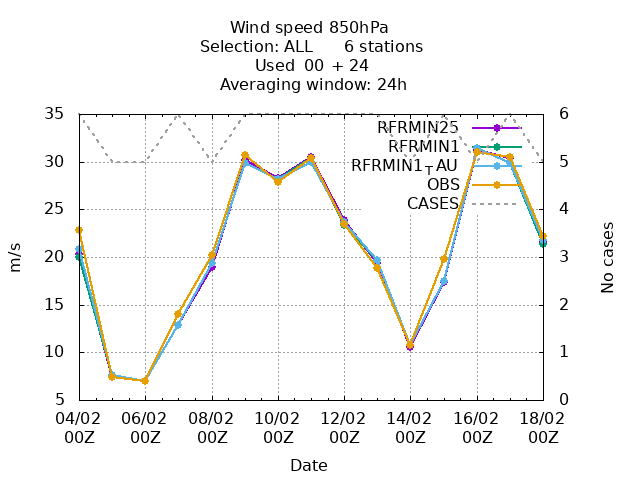 Wind speed 850hPa
Selection: ALL 6 stations
Used 00 + 24
Averaging window: 24h
35
30
25
20
15
10
5
6
5
4
3
2
1
0
m/s
No cases
RFRMIN25
RFRMIN1
RFRMIN1TAU
OBS
CASES
04/02 06/02 08/02 10/02 12/02 14/02 16/02 18/02
00Z 00Z 00Z 00Z 00Z 00Z 00Z 00Z
Date